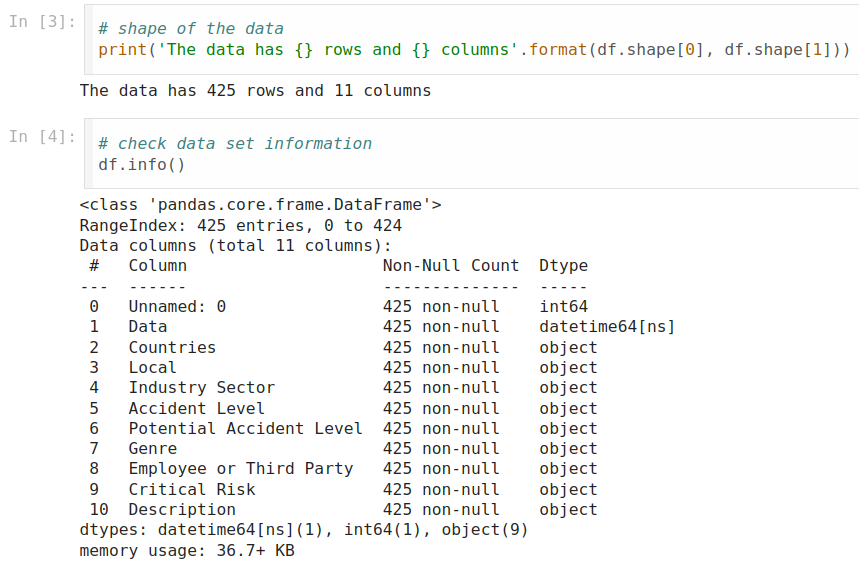 In [3]:
# shape of the data
print('The data has {} rows and {} columns'.format(df.shape[0], df.shape[1]))
The data has 425 rows and 11 columns
In [4]:
# check data set information
df.info()
<class 'pandas.core.frame.DataFrame'>
RangeIndex: 425 entries, 0 to 424
Data columns (total 11 columns):
 #   Column                    Non-Null Count  Dtype
---  ------                    --------------  -----
 0   Unnamed: 0                425 non-null    int64
 1   Data                      425 non-null    datetime64[ns]
 2   Countries                 425 non-null    object
 3   Local                     425 non-null    object
 4   Industry Sector           425 non-null    object
 5   Accident Level            425 non-null    object
 6   Potential Accident Level  425 non-null    object
 7   Genre                     425 non-null    object
 8   Employee or Third Party   425 non-null    object
 9   Critical Risk             425 non-null    object
 10  Description               425 non-null    object
dtypes: datetime64[ns](1), int64(1), object(9)
memory usage: 36.7+ KB